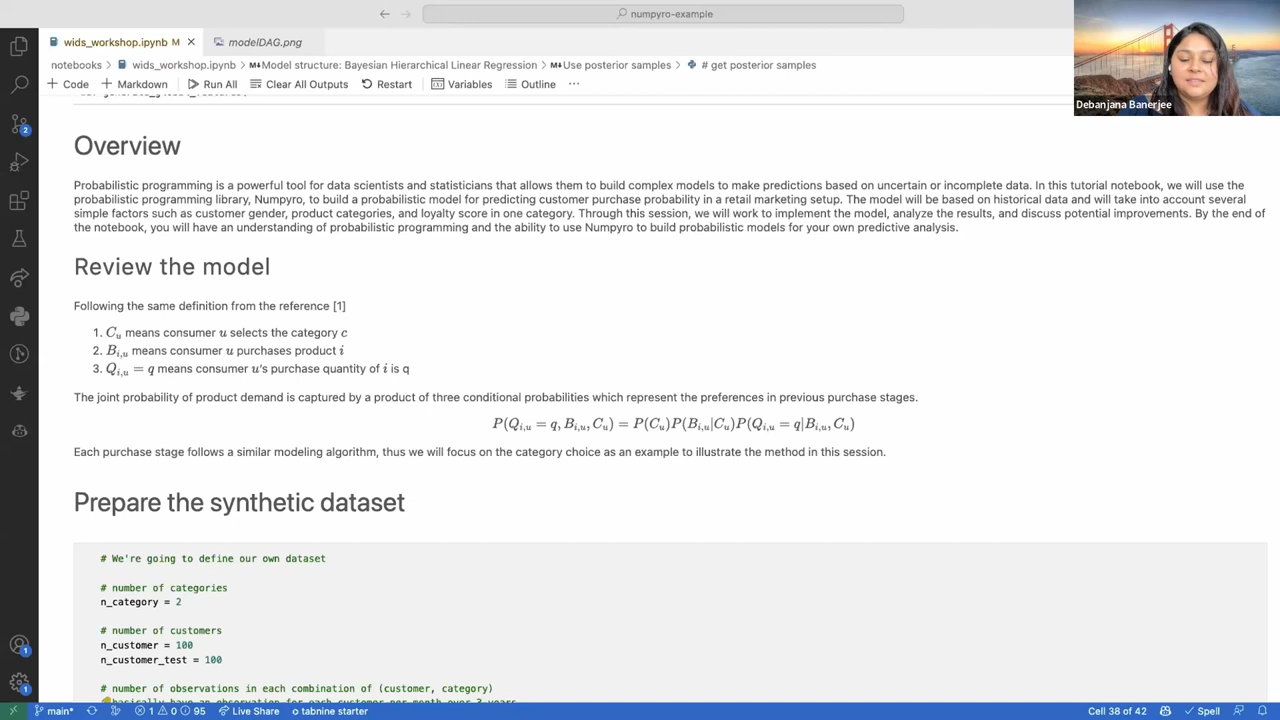 numpyro-example
wids_workshop.ipynb M
modelDAG.png
notebooks > wids_workshop.ipynb > Model structure: Bayesian Hierarchical Linear Regression > Use posterior samples > # get posterior samples
+ Code + Markdown Run All Clear All Outputs Restart Variables Outline ...
Debanjana Banerjee
Overview
Probabilistic programming is a powerful tool for data scientists and statisticians that allows them to build complex models to make predictions based on uncertain or incomplete data. In this tutorial notebook, we will use the
probabilistic programming library, Numpyro, to build a probabilistic model for predicting customer purchase probability in a retail marketing setup. The model will be based on historical data and will take into account several
simple factors such as customer gender, product categories, and loyalty score in one category. Through this session, we will work to implement the model, analyze the results, and discuss potential improvements. By the end of
the notebook, you will have an understanding of probabilistic programming and the ability to use Numpyro to build probabilistic models for your own predictive analysis.
Review the model
Following the same definition from the reference [1]
1. C_u means consumer u selects the category c
2. B_{i,u} means consumer u purchases product i
3. Q_{i,u} = q means consumer u's purchase quantity of i is q
The joint probability of product demand is captured by a product of three conditional probabilities which represent the preferences in previous purchase stages.
P(Q_{i,u} = q, B_{i,u}, C_u) = P(C_u)P(B_{i,u}|C_u)P(Q_{i,u} = q|B_{i,u}, C_u)
Each purchase stage follows a similar modeling algorithm, thus we will focus on the category choice as an example to illustrate the method in this session.
Prepare the synthetic dataset
# We're going to define our own dataset
# number of categories
n_category = 2
# number of customers
n_customer = 100
n_customer_test = 100
# number of observations in each combination of (customer, category)
2
1
1
main* 1 0 95 Live Share tabnine starter
Cell 38 of 42 Spell